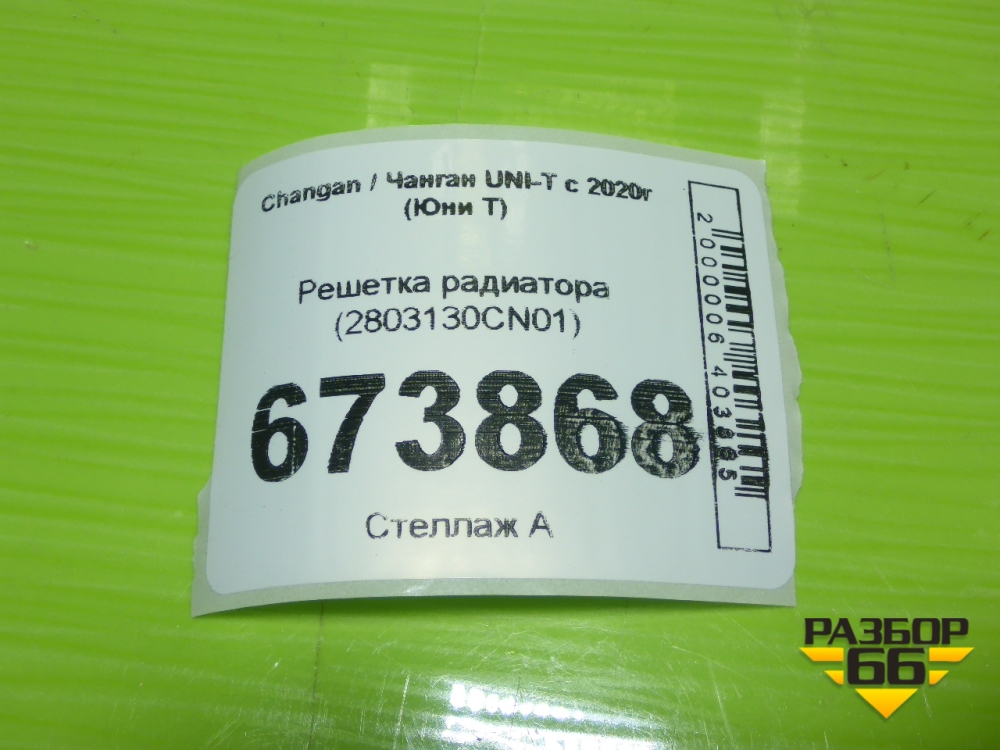 Changan / Чанган UNI-T с 2020г
(Юни Т)
Решетка радиатора
(2803130CN01)
673868
Стеллаж А
2000006403865
РАЗБОР
66